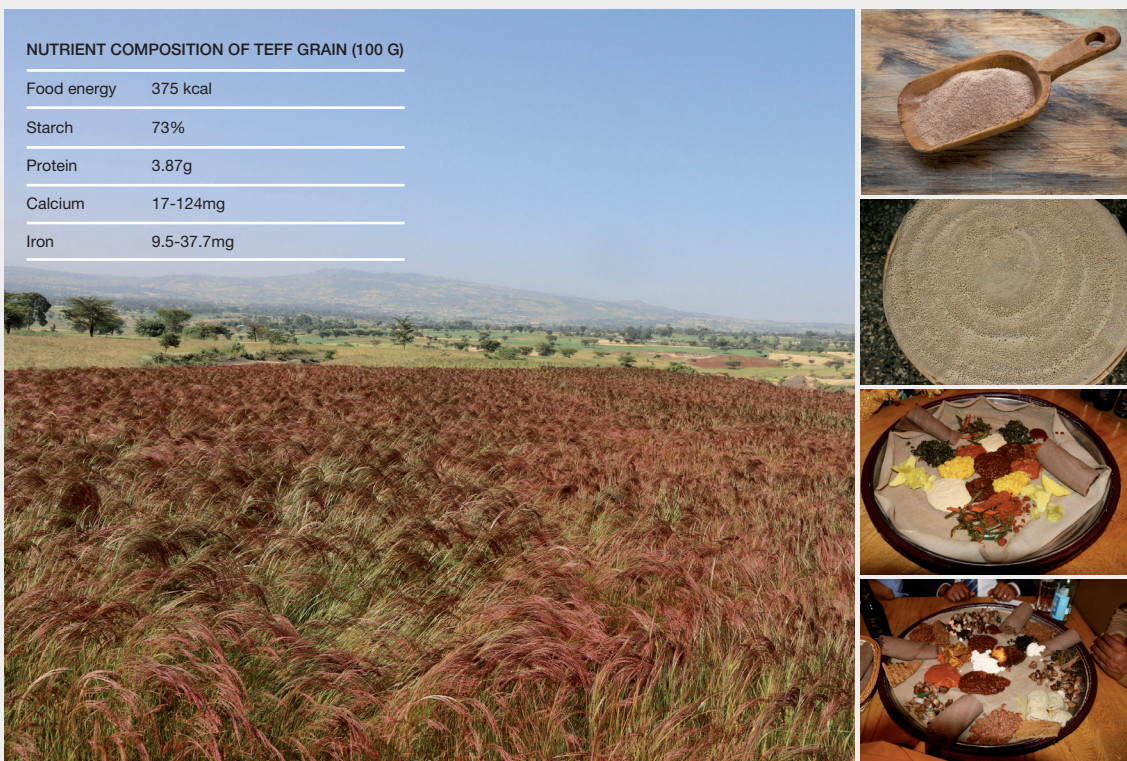 NUTRIENT COMPOSITION OF TEFF GRAIN (100 G)
Food energy 375 kcal
Starch 73%
Protein 3.87g
Calcium 17-124mg
Iron 9.5-37.7mg